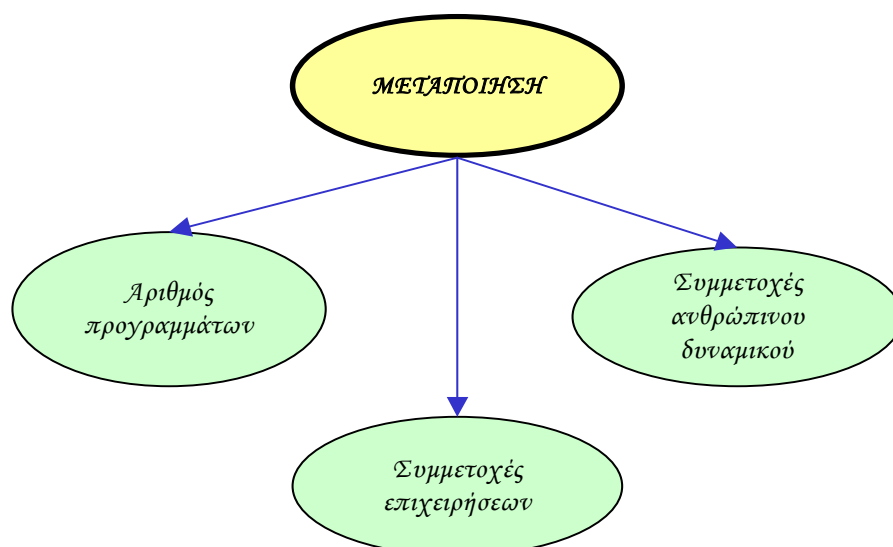 ΜΕΤΑΠΟΙΗΣΗ
Αριθμός
προγραμμάτων
Συμμετοχές
ανθρώπινου
δυναμικού
Συμμετοχές
επιχειρήσεων